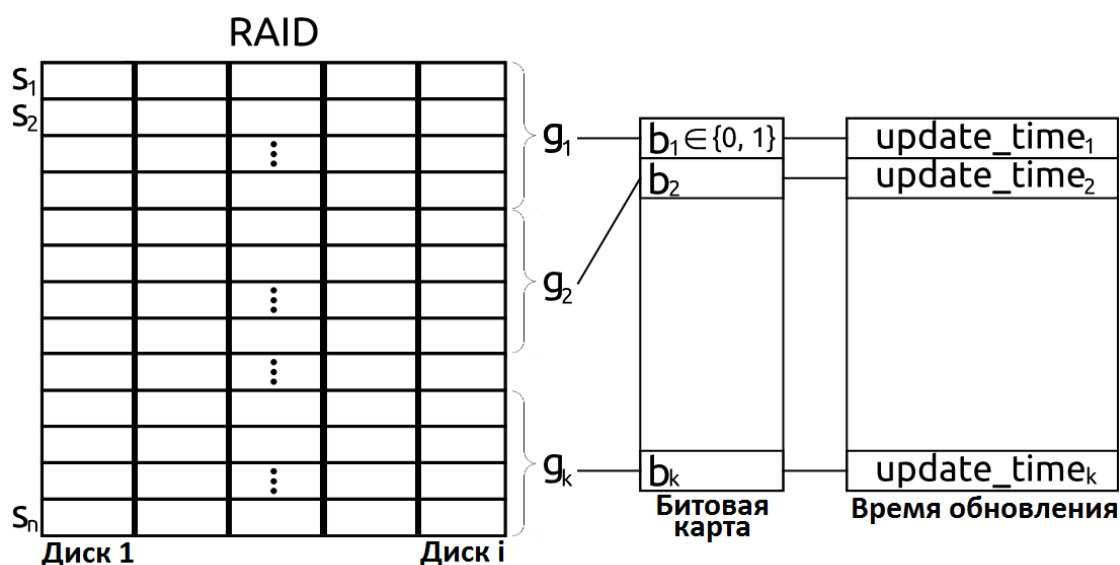 RAID
S₁
S₂
g₁
b₁ ∈ {0, 1}
update_time₁
b₂
update_time₂
g₂
gₖ
bₖ
update_timeₖ
Sₙ
Диск 1
Диск i
Битовая
карта
Время обновления